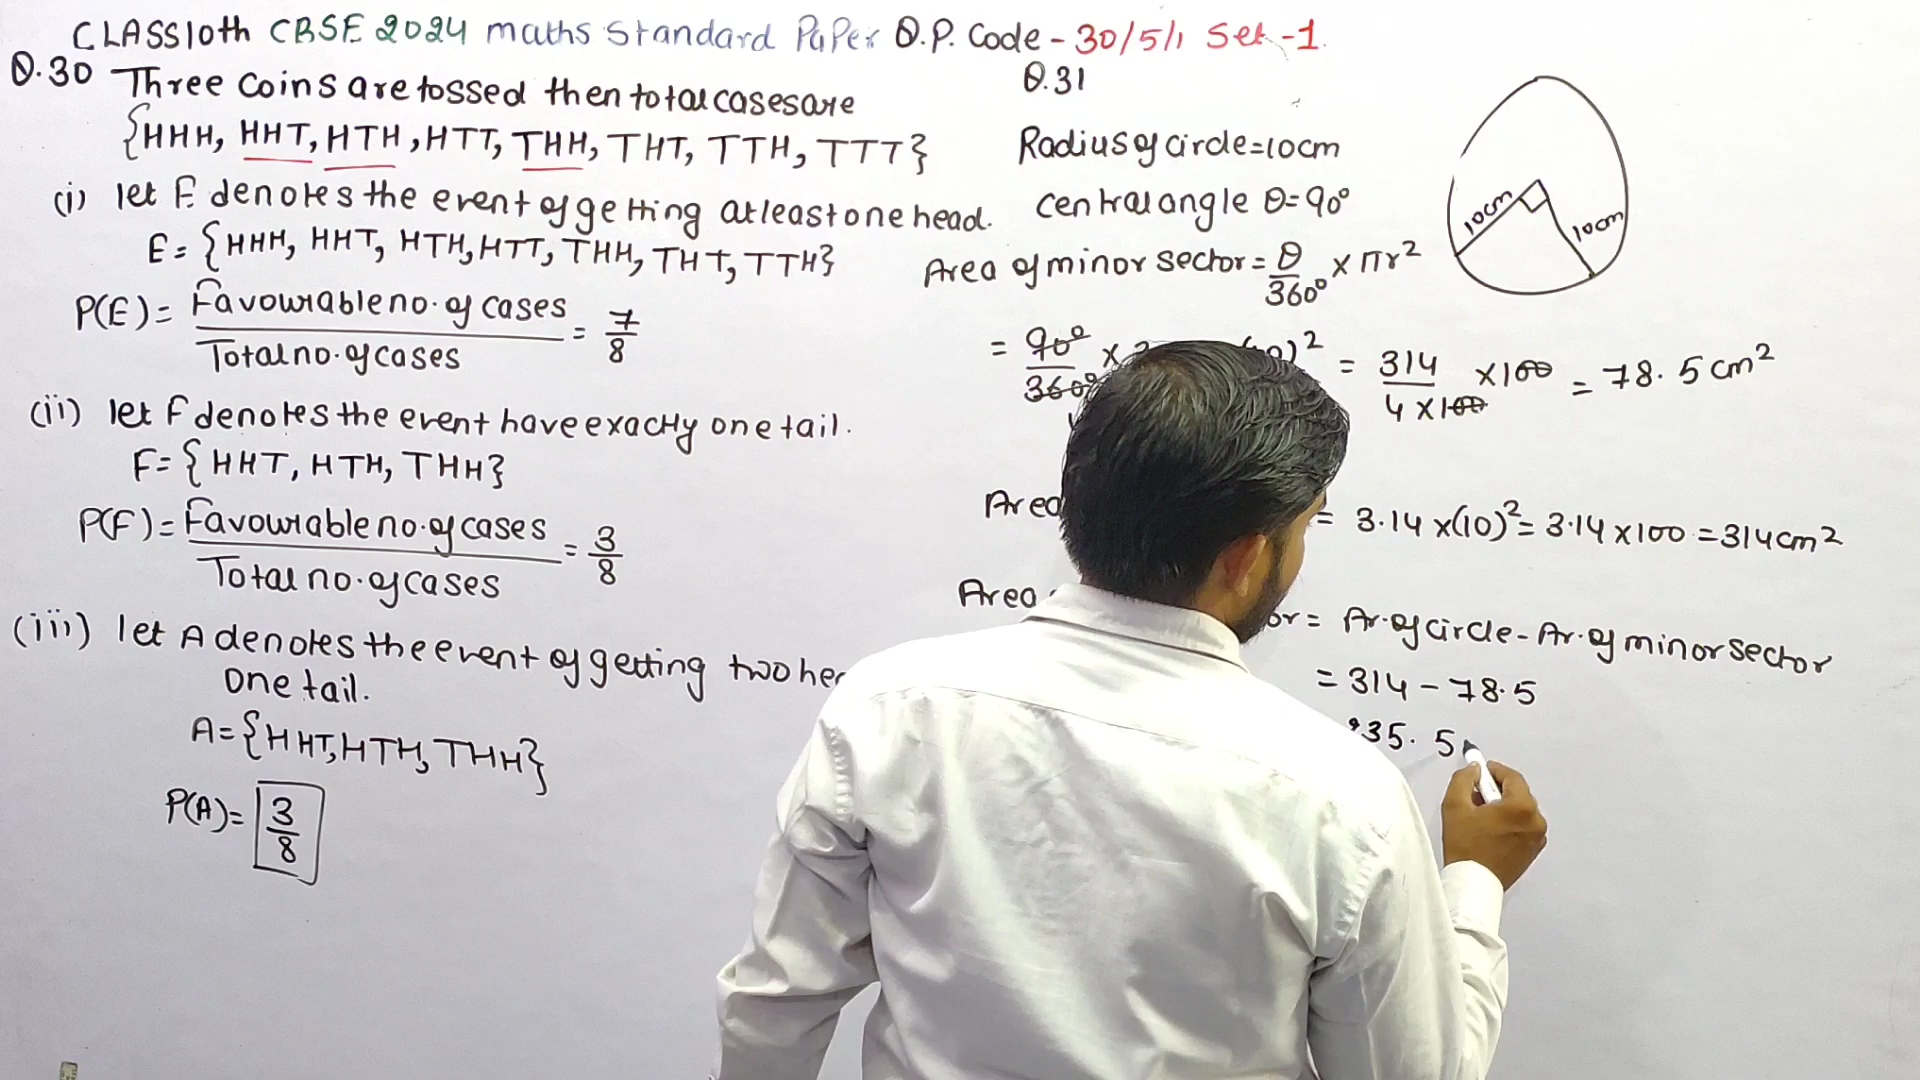 CLASS10th CBSE 2024 maths Standard PaPer Q.P. Code - 30/5/1 Set -1
Q.30 Three coins are tossed then total cases are
{HHH, HHT, HTH, HTT, THH, THT, TTH, TTT}
(i) let E denotes the event of getting atleast one head.
E = {HHH, HHT, HTH, HTT, THH, THT, TTH}
P(E) = Favourable no. of cases / Total no. of cases = 7/8
(ii) let F denotes the event have exactly one tail.
F = {HHT, HTH, THH}
P(F) = Favourable no. of cases / Total no. of cases = 3/8
(iii) let A denotes the event of getting two
One tail.
A = {HHT, HTH, THH}
P(A) = 3/8
Q.31
Radius of circle = 10cm
central angle θ = 90°
10cm
10cm
Area of minor sector = θ/360° × πr²
= 90°/360° × )² = 314/4×100 ×100 = 78.5 cm²
Area = 3.14 × (10)² = 3.14 × 100 = 314 cm²
Area = Ar. of circle - Ar. of minor sector
= 314 - 78.5
35.5